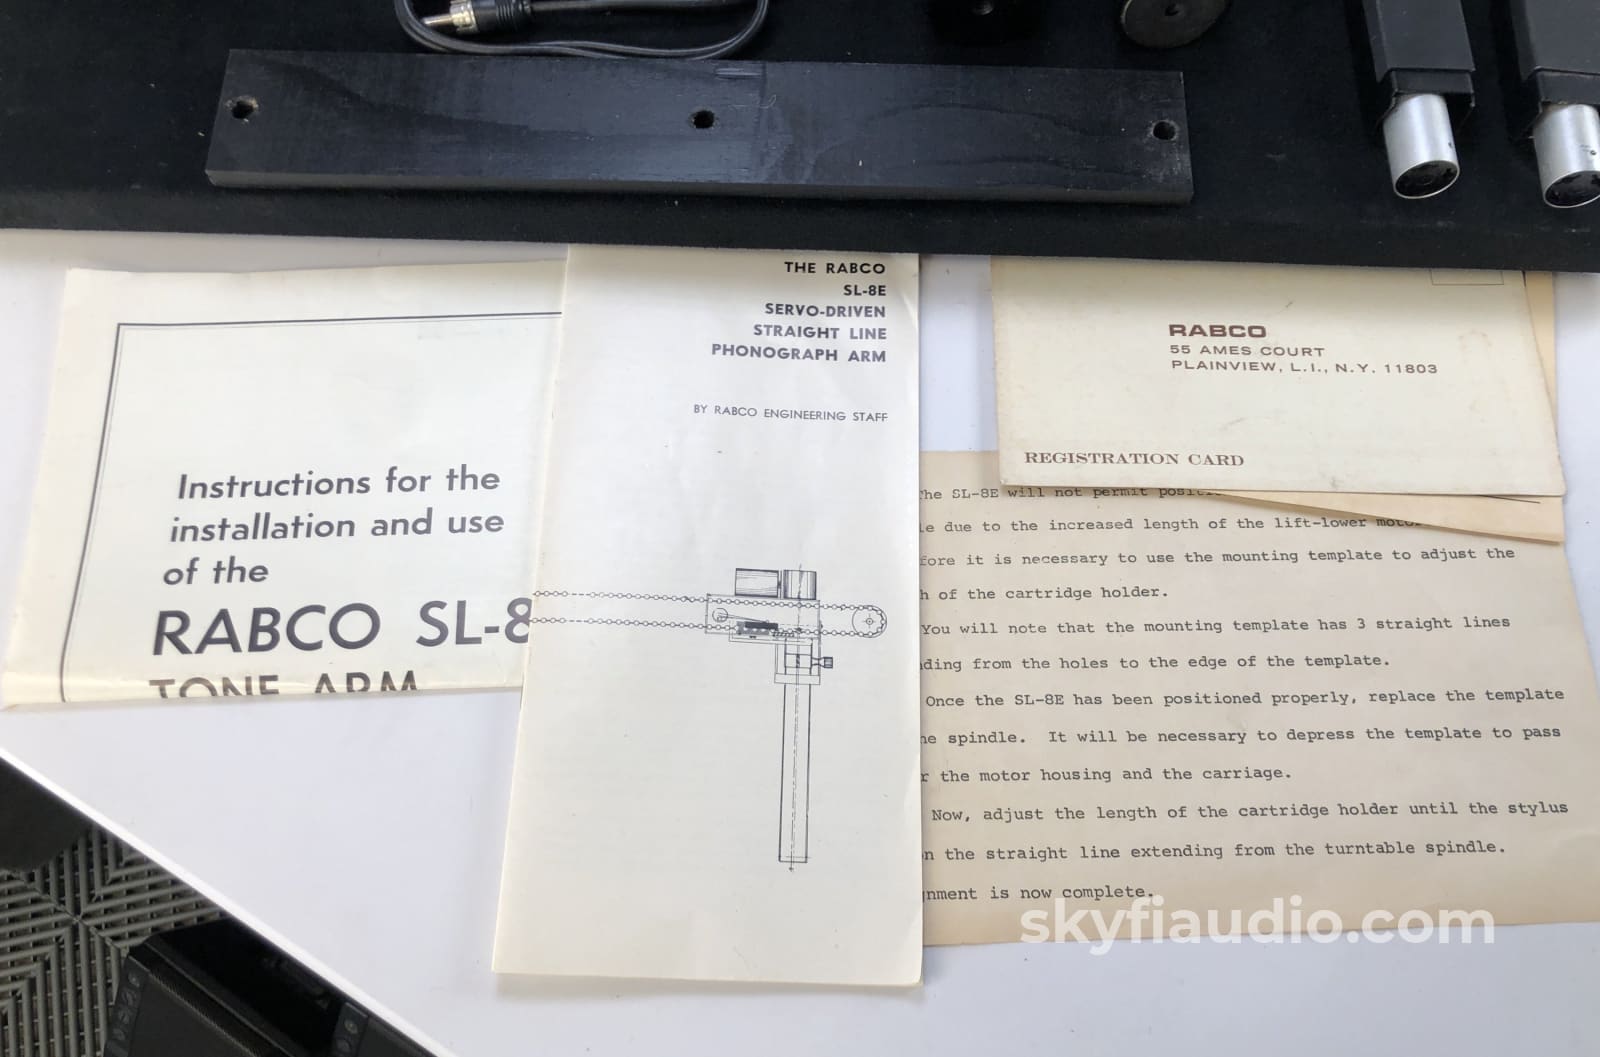 Instructions for the
installation and use
of the
RABCO SL-8
TONE ARM
THE RABCO
SL-8E
SERVO-DRIVEN
STRAIGHT LINE
PHONOGRAPH ARM
BY RABCO ENGINEERING STAFF
RABCO
55 AMES COURT
PLAINVIEW, L.I., N.Y. 11803
REGISTRATION CARD
he SL-8E will not permit
due to the increased length of the lift-lower
it is necessary to use the mounting template to adjust the
of the cartridge holder.
You will note that the mounting template has 3 straight lines
from the holes to the edge of the template.
Once the SL-8E has been positioned properly, replace the template
spindle. It will be necessary to depress the template to pass
the motor housing and the carriage.
Now, adjust the length of the cartridge holder until the stylus
the straight line extending from the turntable spindle.
is now complete.
skyfiaudio.com